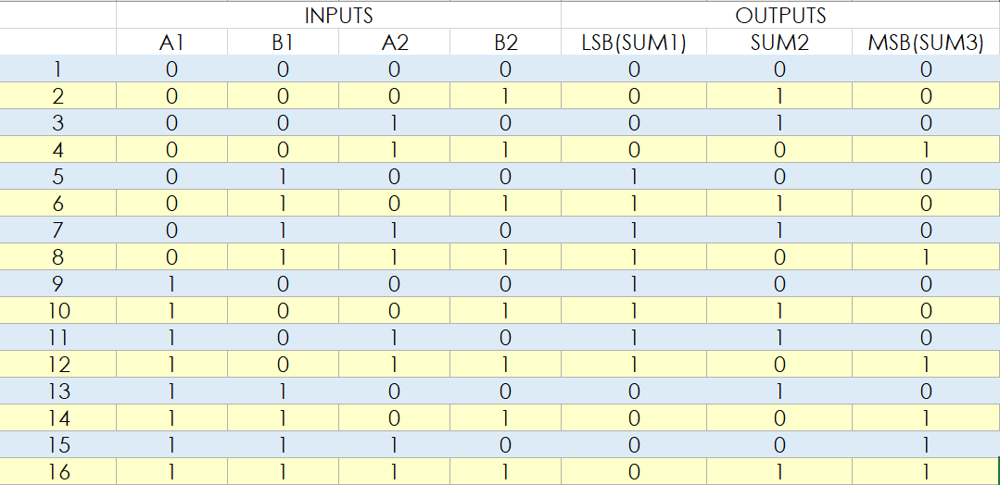 INPUTS OUTPUTS
A1 B1 A2 B2 LSB(SUM1) SUM2 MSB(SUM3)
1 0 0 0 0 0 0 0
2 0 0 0 1 0 1 0
3 0 0 1 0 0 1 0
4 0 0 1 1 0 0 1
5 0 1 0 0 1 0 0
6 0 1 0 1 1 1 0
7 0 1 1 0 1 1 0
8 0 1 1 1 1 0 1
9 1 0 0 0 1 0 0
10 1 0 0 1 1 1 0
11 1 0 1 0 1 1 0
12 1 0 1 1 1 0 1
13 1 1 0 0 0 1 0
14 1 1 0 1 0 0 1
15 1 1 1 0 0 0 1
16 1 1 1 1 0 1 1